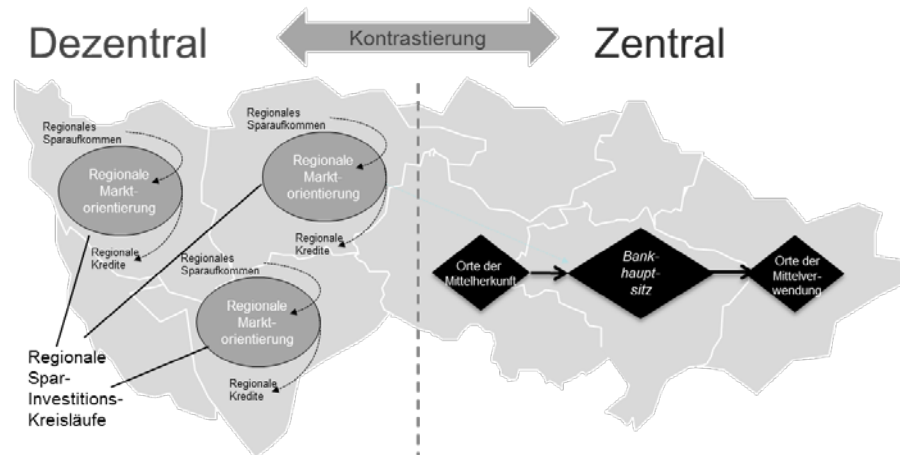 Dezentral
Kontrastierung
Zentral
Regionales
Sparaufkommen
Regionale
Markt-
orientierung
Regionale
Kredite
Regionales
Sparaufkommen
Regionale
Markt-
orientierung
Regionale
Kredite
Regionales
Sparaufkommen
Regionale
Markt-
orientierung
Regionale
Kredite
Regionale
Spar-
Investitions-
Kreisläufe
Orte der
Mittelherkunft
Bank-
haupt-
sitz
Orte der
Mittelver-
wendung